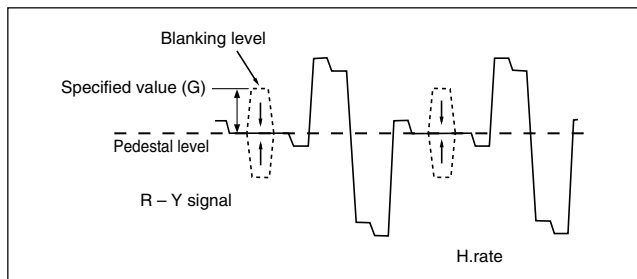 Blanking level
Specified value (G)
Pedestal level
R – Y signal
H.rate